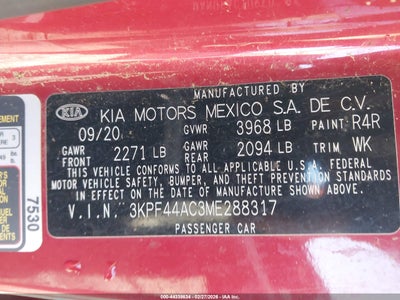 KIA KIA MOTORS MEXICO S.A. DE C.V.
09/20 GVWR 3968 LB PAINT R4R
GAWR FRONT 2271 LB GAWR REAR 2094 LB TRIM WK
THIS VEHICLE CONFORMS TO ALL APPLICABLE U.S.A. FEDERAL
MOTOR VEHICLE SAFETY, BUMPER, AND THEFT PREVENTION STANDARDS
IN EFFECT ON THE DATE OF MANUFACTURE SHOWN ABOVE.
V.I.N. 3KPF44AC3ME288317
PASSENGER CAR
7530